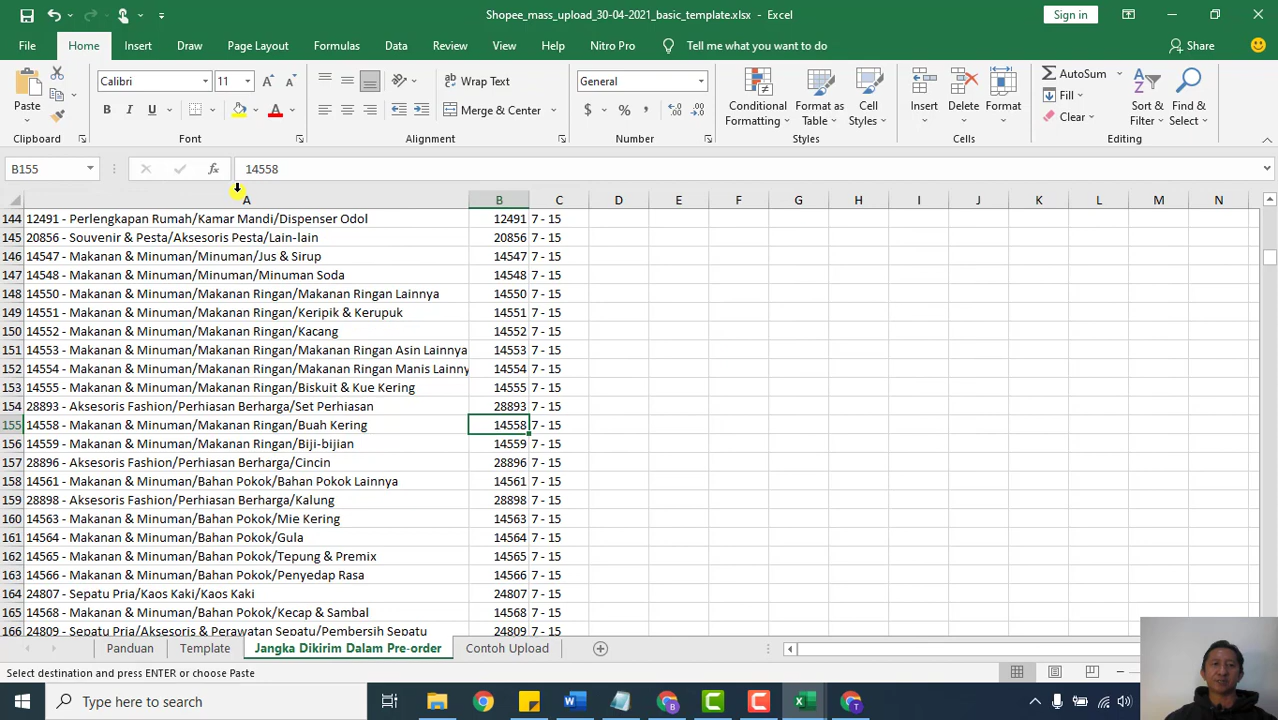 Shopee_mass_upload_30-04-2021_basic_template.xlsx - Excel
Sign in
File Home Insert Draw Page Layout Formulas Data Review View Help Nitro Pro Tell me what you want to do Share
Paste
Calibri 11
Wrap Text
General
Merge & Center
Conditional Formatting
Format as Table
Cell Styles
Insert Delete Format
AutoSum
Fill
Clear
Sort & Filter
Find & Select
Clipboard Font Alignment Number Styles Cells Editing
B155 fx 14558
A B C D E F G H I J K L M N
144 12491 - Perlengkapan Rumah/Kamar Mandi/Dispenser Odol 12491 7 - 15
145 20856 - Souvenir & Pesta/Aksesoris Pesta/Lain-lain 20856 7 - 15
146 14547 - Makanan & Minuman/Minuman/Jus & Sirup 14547 7 - 15
147 14548 - Makanan & Minuman/Minuman/Minuman Soda 14548 7 - 15
148 14550 - Makanan & Minuman/Makanan Ringan/Makanan Ringan Lainnya 14550 7 - 15
149 14551 - Makanan & Minuman/Makanan Ringan/Keripik & Kerupuk 14551 7 - 15
150 14552 - Makanan & Minuman/Makanan Ringan/Kacang 14552 7 - 15
151 14553 - Makanan & Minuman/Makanan Ringan/Makanan Ringan Asin Lainnya 14553 7 - 15
152 14554 - Makanan & Minuman/Makanan Ringan/Makanan Ringan Manis Lainny 14554 7 - 15
153 14555 - Makanan & Minuman/Makanan Ringan/Biskuit & Kue Kering 14555 7 - 15
154 28893 - Aksesoris Fashion/Perhiasan Berharga/Set Perhiasan 28893 7 - 15
155 14558 - Makanan & Minuman/Makanan Ringan/Buah Kering 14558 7 - 15
156 14559 - Makanan & Minuman/Makanan Ringan/Biji-bijian 14559 7 - 15
157 28896 - Aksesoris Fashion/Perhiasan Berharga/Cincin 28896 7 - 15
158 14561 - Makanan & Minuman/Bahan Pokok/Bahan Pokok Lainnya 14561 7 - 15
159 28898 - Aksesoris Fashion/Perhiasan Berharga/Kalung 28898 7 - 15
160 14563 - Makanan & Minuman/Bahan Pokok/Mie Kering 14563 7 - 15
161 14564 - Makanan & Minuman/Bahan Pokok/Gula 14564 7 - 15
162 14565 - Makanan & Minuman/Bahan Pokok/Tepung & Premix 14565 7 - 15
163 14566 - Makanan & Minuman/Bahan Pokok/Penyedap Rasa 14566 7 - 15
164 24807 - Sepatu Pria/Kaos Kaki/Kaos Kaki 24807 7 - 15
165 14568 - Makanan & Minuman/Bahan Pokok/Kecap & Sambal 14568 7 - 15
166 24809 - Sepatu Pria/Aksesoris & Perawatan Sepatu/Pembersih Sepatu 24809 7 - 15
Panduan Template Jangka Dikirim Dalam Pre-order Contoh Upload
Select destination and press ENTER or choose Paste
Type here to search